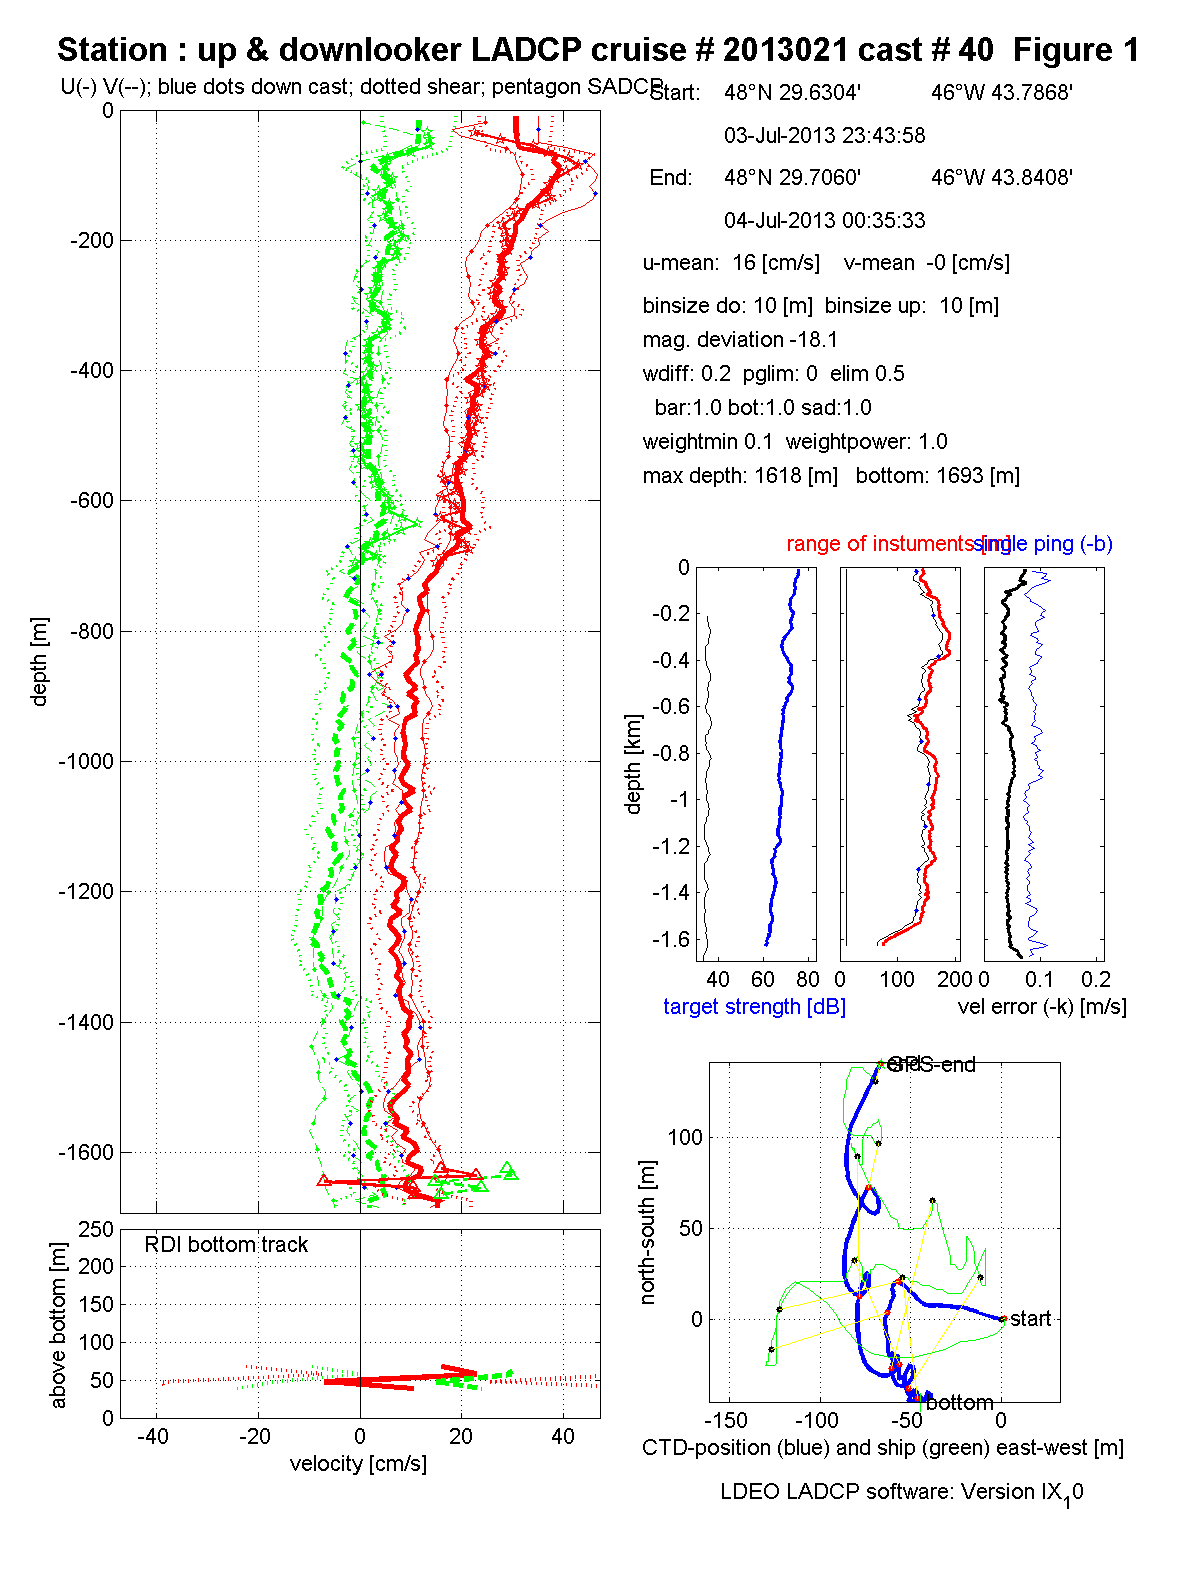 Station : up & downlooker LADCP cruise # 2013021 cast # 40  Figure 1
U(-) V(--); blue dots down cast; dotted shear; pentagon SADCP
Start: 48°N 29.6304' 46°W 43.7868'
03-Jul-2013 23:43:58
End: 48°N 29.7060' 46°W 43.8408'
04-Jul-2013 00:35:33
u-mean: 16 [cm/s] v-mean -0 [cm/s]
binsize do: 10 [m] binsize up: 10 [m]
mag. deviation -18.1
wdiff: 0.2 pglim: 0 elim 0.5
bar:1.0 bot:1.0 sad:1.0
weightmin 0.1 weightpower: 1.0
max depth: 1618 [m] bottom: 1693 [m]
0
-200
-400
-600
-800
-1000
-1200
-1400
-1600
depth [m]
RDI bottom track
250
200
150
100
50
0
above bottom [m]
-40 -20 0 20 40
velocity [cm/s]
range of instuments [m]
single ping (-b)
0
-0.2
-0.4
-0.6
-0.8
-1
-1.2
-1.4
-1.6
depth [km]
40 60 80
0 100 200
0 0.1 0.2
target strength [dB]
vel error (-k) [m/s]
end
GPS-end
start
bottom
100
50
0
north-south [m]
-150 -100 -50 0
CTD-position (blue) and ship (green) east-west [m]
LDEO LADCP software: Version IX10